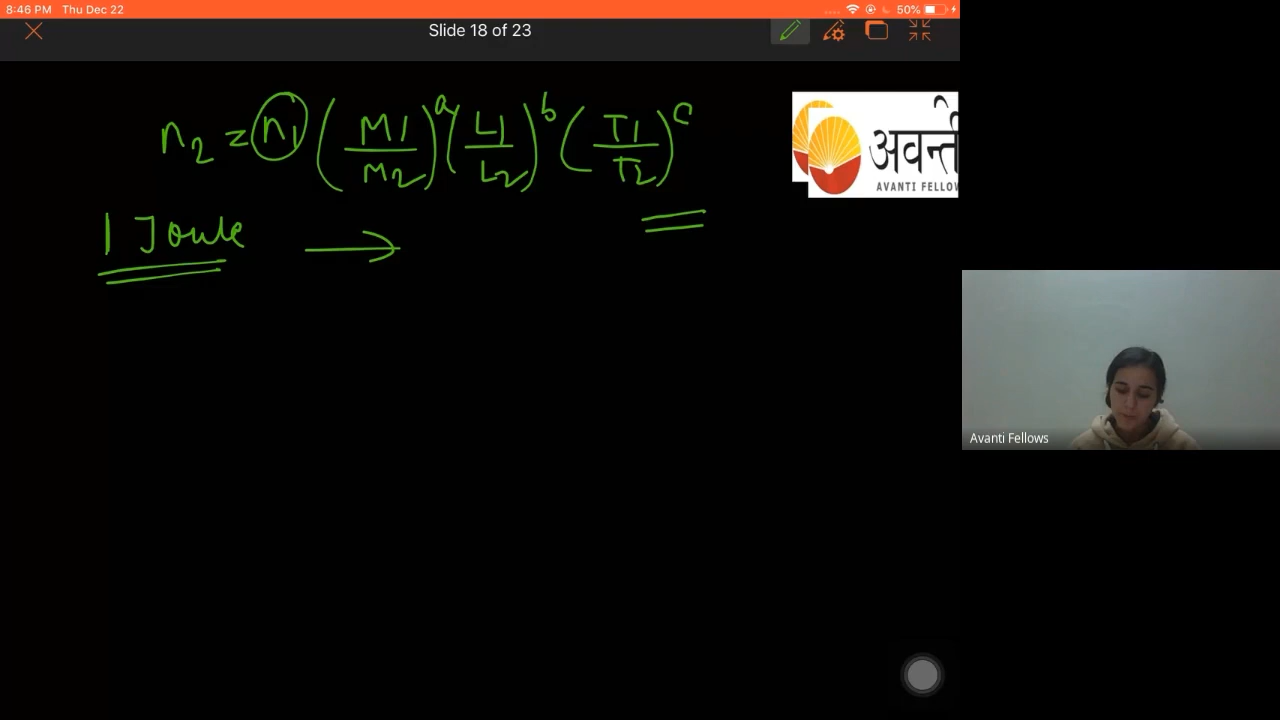 8:46 PM Thu Dec 22
50%
Slide 18 of 23
n2 = n1 (M1/M2)^a (L1/L2)^b (T1/T2)^c
1 Joule →
अवन्ती
AVANTI FELLOW
Avanti Fellows